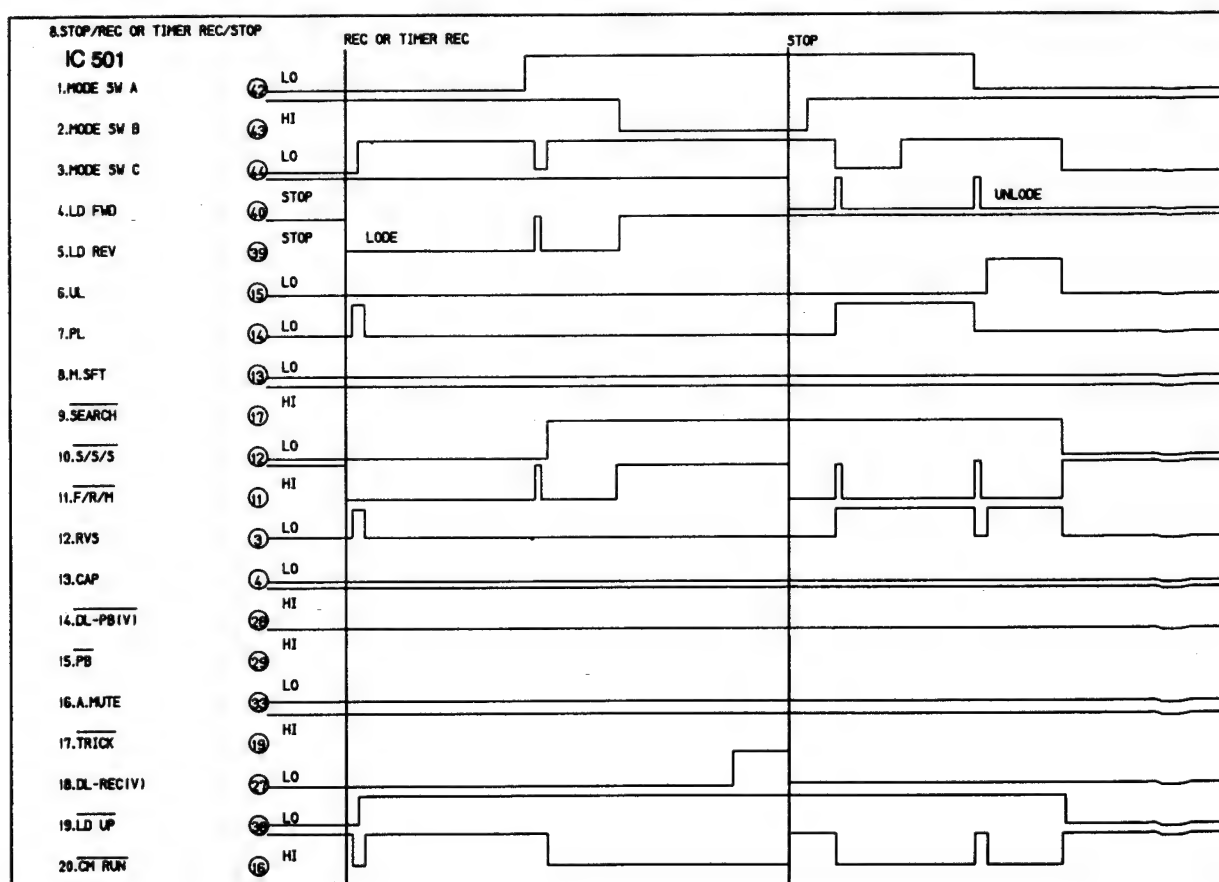 8.STOP/REC OR TIMER REC/STOP
REC OR TIMER REC
STOP
IC 501
1.MODE SW A 42 LO
2.MODE SW B 43 HI
3.MODE SW C 44 LO
4.LD FWD 40 STOP UNLODE
5.LD REV 39 STOP LODE
6.UL 15 LO
7.PL 14 LO
8.M.SFT 13 LO
9.SEARCH 17 HI
10.S/S/S 12 LO
11.F/R/M 11 HI
12.RVS 3 LO
13.CAP 4 LO
14.DL-PB(V) 28 HI
15.PB 29 HI
16.A.MUTE 33 LO
17.TRICK 19 HI
18.DL-REC(V) 27 LO
19.LD UP 36 LO
20.CM RUN 16 HI